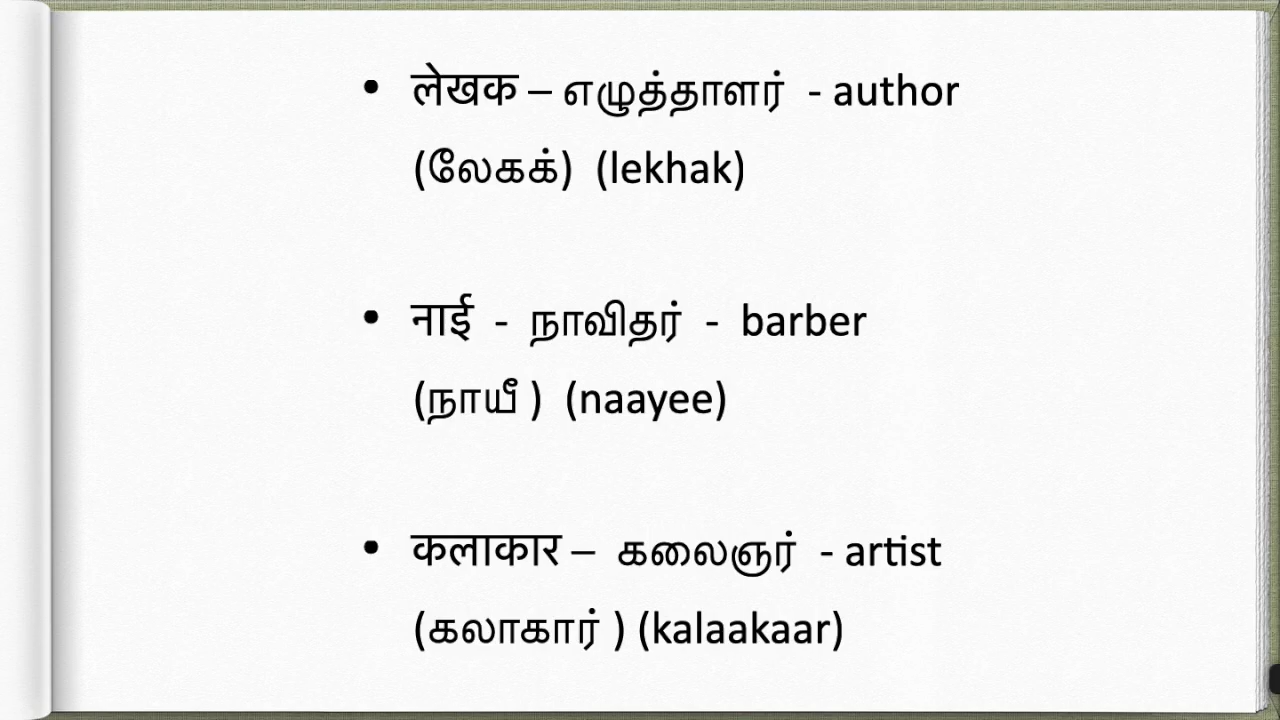 • लेखक – எழுத்தாளர் - author
(லேகக்) (lekhak)
• नाई - நாவிதர் - barber
(நாயீ ) (naayee)
• कलाकार – கலைஞர் - artist
(கலாகார் ) (kalaakaar)